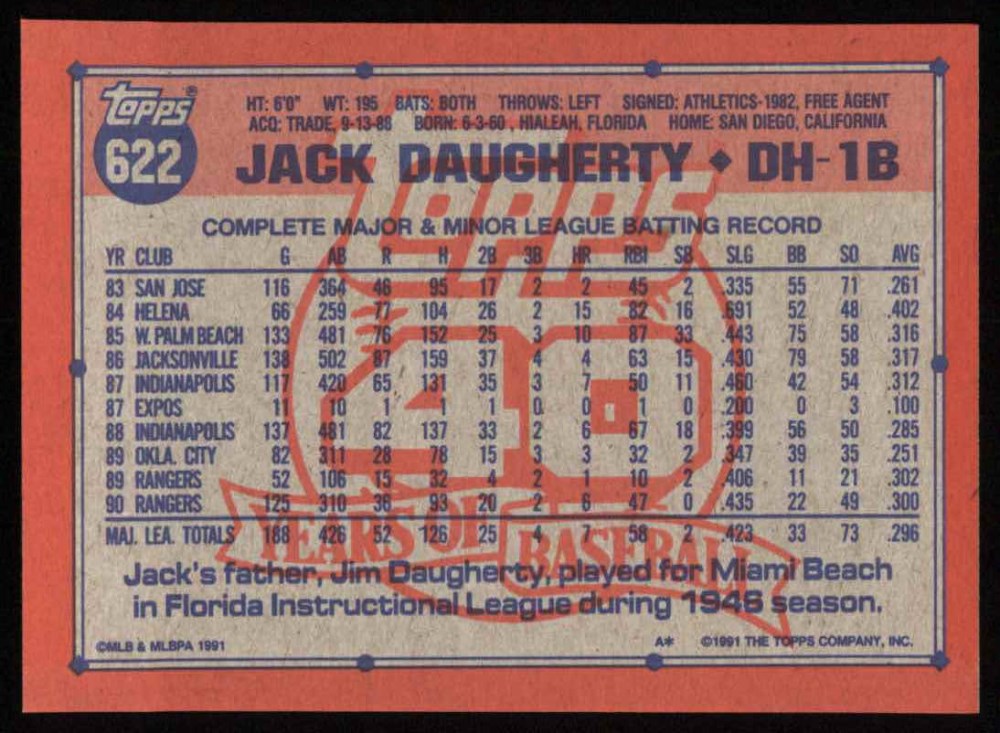 Topps®
622
HT: 6'0" WT: 195 BATS: BOTH THROWS: LEFT SIGNED: ATHLETICS-1982, FREE AGENT
ACQ: TRADE, 9-13-88 BORN: 6-3-60 , HIALEAH, FLORIDA HOME: SAN DIEGO, CALIFORNIA
JACK DAUGHERTY ◆ DH-1B
COMPLETE MAJOR & MINOR LEAGUE BATTING RECORD
YR CLUB G AB R H 2B 3B HR RBI SB SLG BB SO AVG
83 SAN JOSE 116 364 46 95 17 2 2 45 2 .335 55 71 .261
84 HELENA 66 259 77 104 26 2 15 82 16 .691 52 48 .402
85 W. PALM BEACH 133 481 76 152 25 3 10 87 33 .443 75 58 .316
86 JACKSONVILLE 138 502 87 159 37 4 4 63 15 .430 79 58 .317
87 INDIANAPOLIS 117 420 65 131 35 3 7 50 11 .460 42 54 .312
87 EXPOS 11 10 1 1 1 0 0 1 0 .200 0 3 .100
88 INDIANAPOLIS 137 481 82 137 33 2 6 67 18 .399 56 50 .285
89 OKLA. CITY 82 311 28 78 15 3 3 32 2 .347 39 35 .251
89 RANGERS 52 106 15 32 4 2 1 10 2 .406 11 21 .302
90 RANGERS 125 310 36 93 20 2 6 47 0 .435 22 49 .300
MAJ. LEA. TOTALS 188 426 52 126 25 4 7 58 2 .423 33 73 .296
Topps
40
YEARS OF BASEBALL
Jack's father, Jim Daugherty, played for Miami Beach
in Florida Instructional League during 1946 season.
©MLB & MLBPA 1991 A* ©1991 THE TOPPS COMPANY, INC.